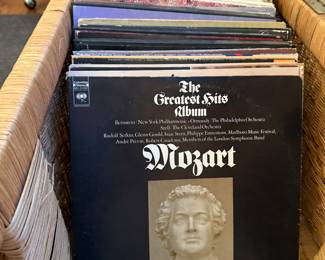 The
Greatest Hits
Album
Bernstein / New York Philharmonic • Ormandy / The Philadelphia Orchestra
Szell / The Cleveland Orchestra
Rudolf Serkin, Glenn Gould, Isaac Stern, Philippe Entremont, Marlboro Music Festival,
André Previn, Robert Casadesus, Members of the London Symphonic Band
Mozart